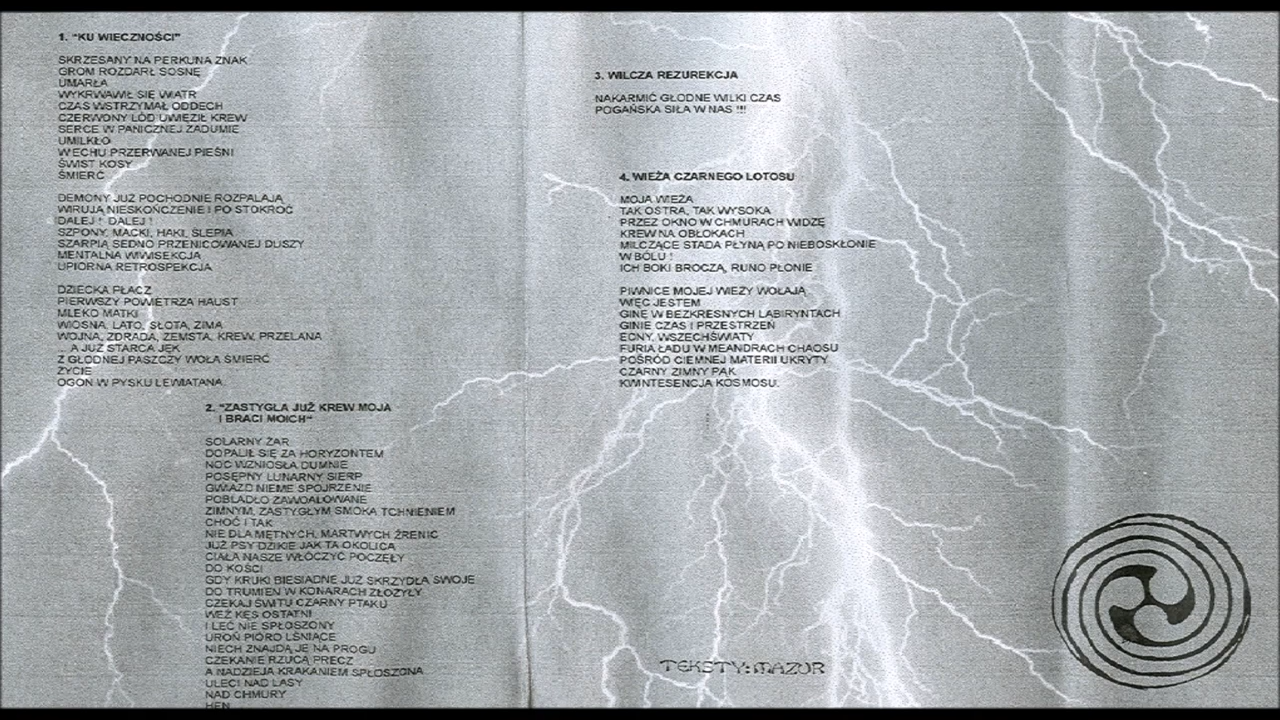 1. "KU WIECZNOŚCI"
SKRZESANY NA PERKUNA ZNAK
GROM ROZDARŁ SOSNĘ
UMARŁA
WYKRWAWIŁ SIĘ WIATR
CZAS WSTRZYMAŁ ODDECH
CZERWONY LÓD UWIĘZIŁ KREW
SERCE W PANICZNEJ ZADUMIE
UMILKŁO
W ECHU PRZERWANEJ PIEŚNI
ŚWIST KOSY
ŚMIERĆ
DEMONY JUŻ POCHODNIE ROZPALAJĄ
WIRUJĄ NIESKOŃCZENIE I PO STOKROĆ
DALEJ ! DALEJ !
SZPONY, MACKI, HAKI, ŚLEPIA
SZARPIĄ SEDNO PRZENICOWANEJ DUSZY
MENTALNA WIWISEKCJA
UPIORNA RETROSPEKCJA
DZIECKA PŁACZ
PIERWSZY POWIETRZA HAUST
MLEKO MATKI
WIOSNA, LATO, SŁOTA, ZIMA
WOJNA, ZDRADA, ZEMSTA, KREW PRZELANA
... A JUŻ STARCA JĘK
Z GŁODNEJ PASZCZY WOŁA ŚMIERĆ
ŻYCIE
OGON W PYSKU LEWIATANA.
2. "ZASTYGŁA JUŻ KREW MOJA
I BRACI MOICH"
SOLARNY ŻAR
DOPALIŁ SIĘ ZA HORYZONTEM
NOC WZNIOSŁA DUMNIE
POSĘPNY LUNARNY SIERP
GWIAZD NIEME SPOJRZENIE
POBLADŁO ZAWOALOWANE
ZIMNYM, ZASTYGŁYM SMOKA TCHNIENIEM
CHOĆ I TAK
NIE DLA MĘTNYCH, MARTWYCH ŹRENIC
JUŻ PSY DZIKIE JAK TA OKOLICA
CIAŁA NASZE WŁÓCZYĆ POCZĘŁY
DO KOŚCI
GDY KRUKI BIESIADNE JUŻ SKRZYDŁA SWOJE
DO TRUMIEN W KONARACH ZŁOŻYŁY
CZEKAJ ŚWITU CZARNY PTAKU
WEŹ KĘS OSTATNI
I LEĆ NIE SPŁOSZONY
UROŃ PIÓRO LŚNIĄCE
NIECH ZNAJDĄ JE NA PROGU
CZEKANIE RZUCĄ PRECZ
A NADZIEJA KRAKANIEM SPŁOSZONA
ULECI NAD LASY
NAD CHMURY
HEN
3. WILCZA REZUREKCJA
NAKARMIĆ GŁODNE WILKI CZAS
POGAŃSKA SIŁA W NAS !!!
4. WIEŻA CZARNEGO LOTOSU
MOJA WIEŻA
TAK OSTRA, TAK WYSOKA
PRZEZ OKNO W CHMURACH WIDZĘ
KREW NA OBŁOKACH
MILCZĄCE STADA PŁYNĄ PO NIEBOSKŁONIE
W BÓLU !
ICH BOKI BROCZĄ, RUNO PŁONIE
PIWNICE MOJEJ WIEŻY WOŁAJĄ
WIĘC JESTEM
GINĘ W BEZKRESNYCH LABIRYNTACH
GINIE CZAS I PRZESTRZEŃ
EONY, WSZECHŚWIATY
FURIA ŁADU W MEANDRACH CHAOSU
POŚRÓD CIEMNEJ MATERII UKRYTY
CZARNY ZIMNY PĄK
KWINTESENCJA KOSMOSU.
TEKSTY: MAZUR